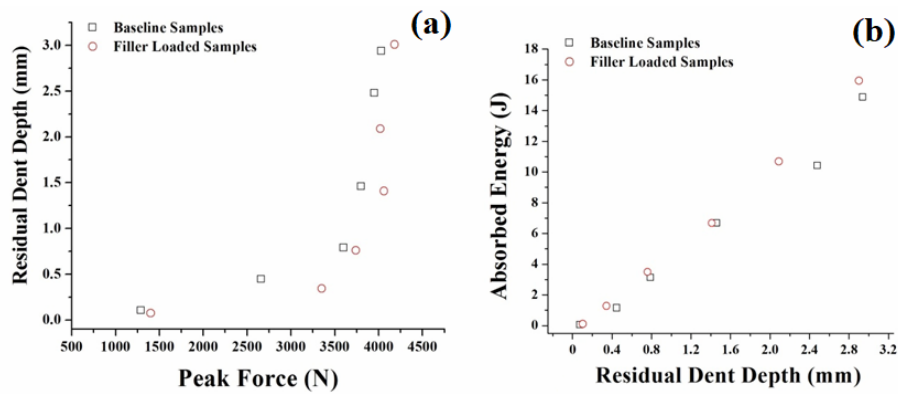 (a)
Baseline Samples
Filler Loaded Samples
Residual Dent Depth (mm)
3.0
2.5
2.0
1.5
1.0
0.5
0.0
500 1000 1500 2000 2500 3000 3500 4000 4500
Peak Force (N)
(b)
Baseline Samples
Filler Loaded Samples
Absorbed Energy (J)
18
16
14
12
10
8
6
4
2
0
0 0.4 0.8 1.2 1.6 2.0 2.4 2.8 3.2
Residual Dent Depth (mm)